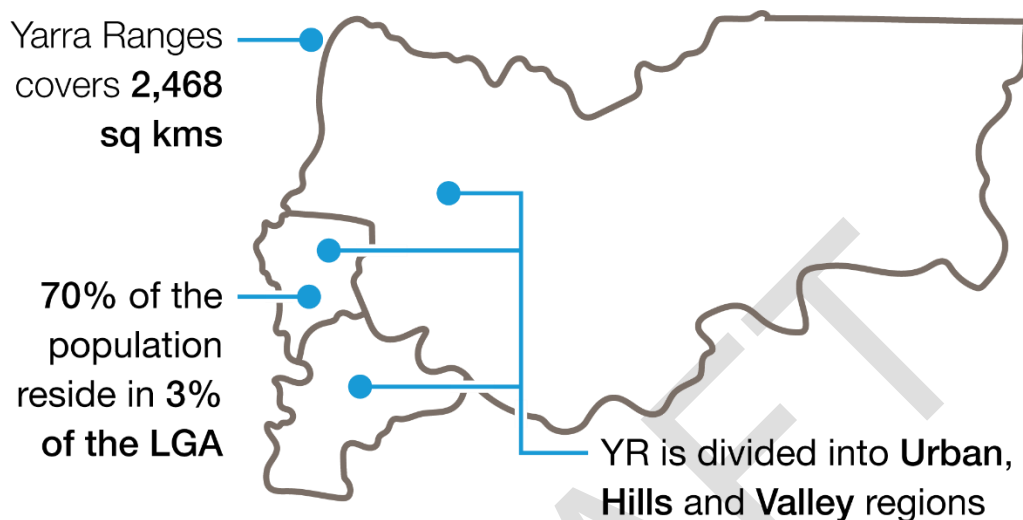 Yarra Ranges
covers 2,468
sq kms
70% of the
population
reside in 3%
of the LGA
YR is divided into Urban,
Hills and Valley regions